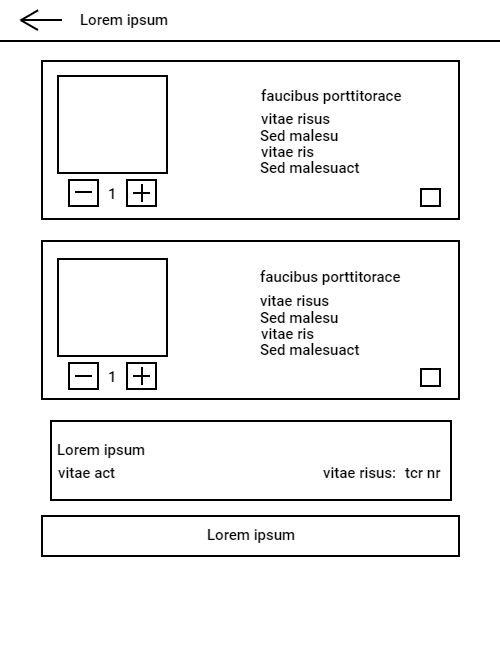 Lorem ipsum
faucibus porttitorace
vitae risus
Sed malesu
vitae ris
Sed malesuact
1
faucibus porttitorace
vitae risus
Sed malesu
vitae ris
Sed malesuact
1
Lorem ipsum
vitae act vitae risus: tcr nr
Lorem ipsum